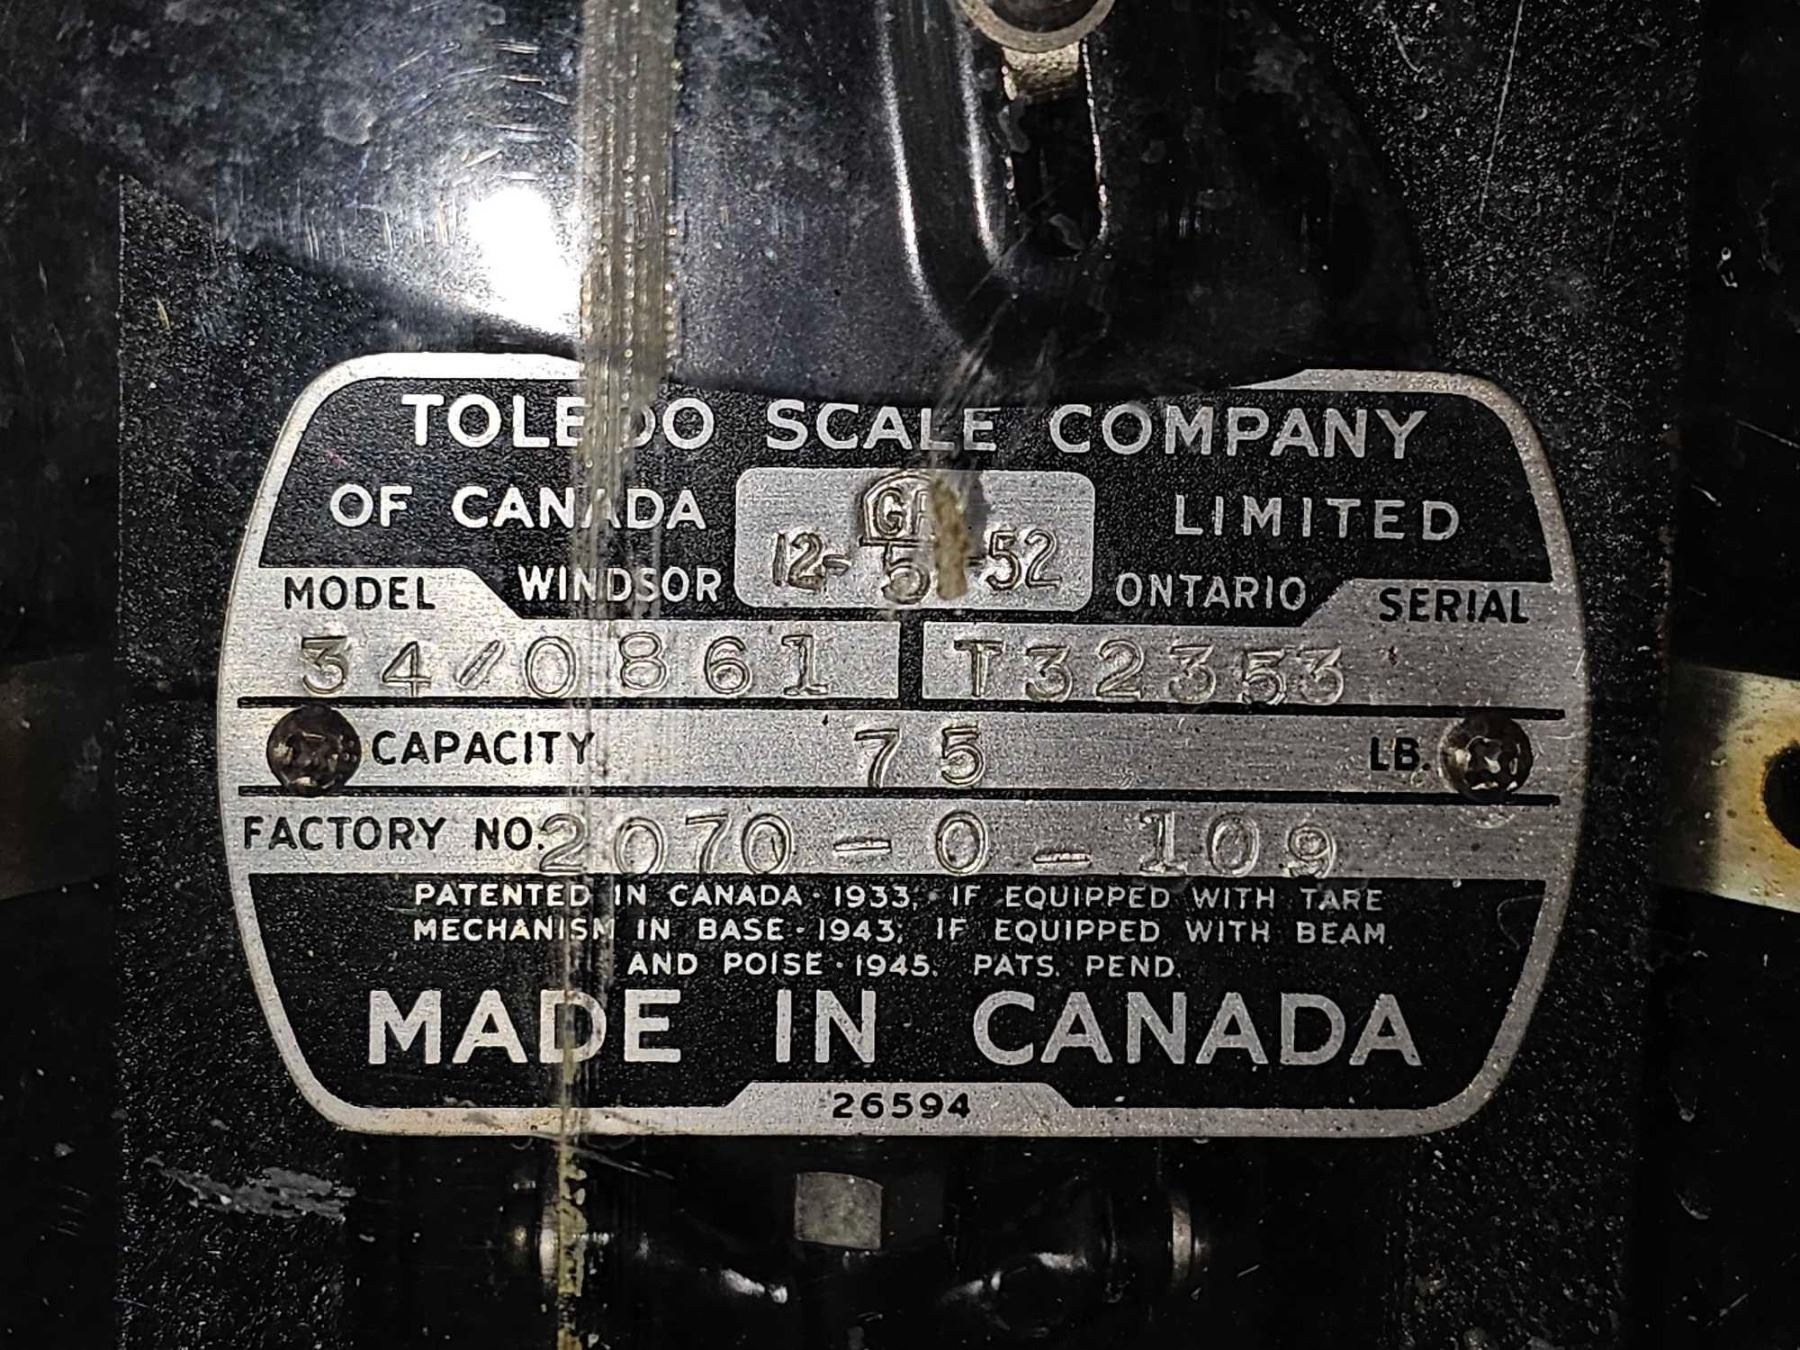 TOLEDO SCALE COMPANY
OF CANADA LIMITED
12- 5 -52
WINDSOR ONTARIO
MODEL SERIAL
34/0861 T32353
CAPACITY 75 LB.
FACTORY NO. 2070-0-109
PATENTED IN CANADA · 1933, · IF EQUIPPED WITH TARE
MECHANISM IN BASE · 1943; IF EQUIPPED WITH BEAM
AND POISE · 1945. PATS. PEND.
MADE IN CANADA
26594